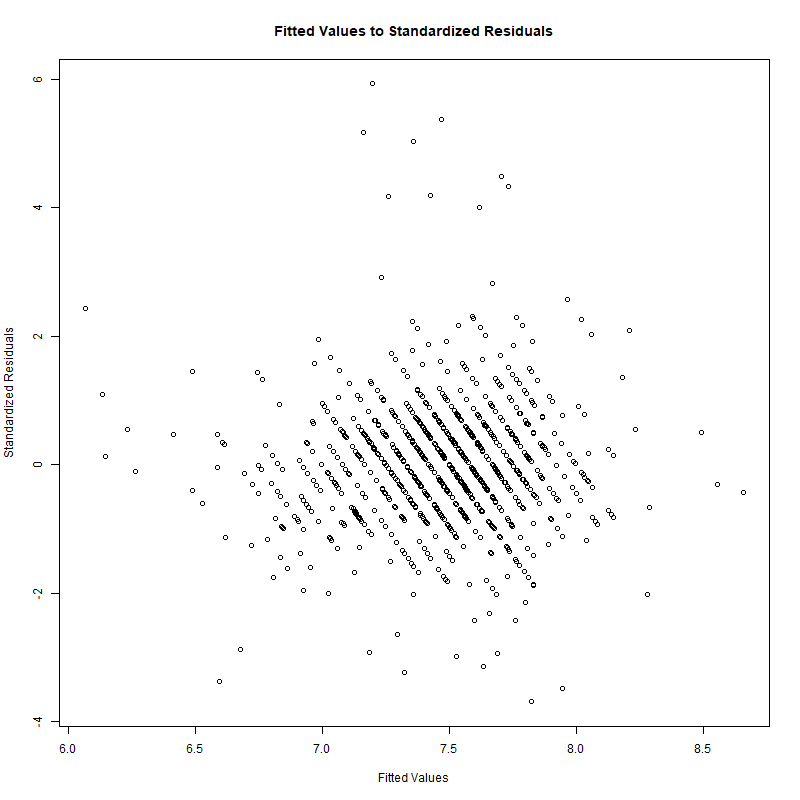 Fitted Values to Standardized Residuals
Standardized Residuals
6
4
2
0
-2
-4
6.0 6.5 7.0 7.5 8.0 8.5
Fitted Values